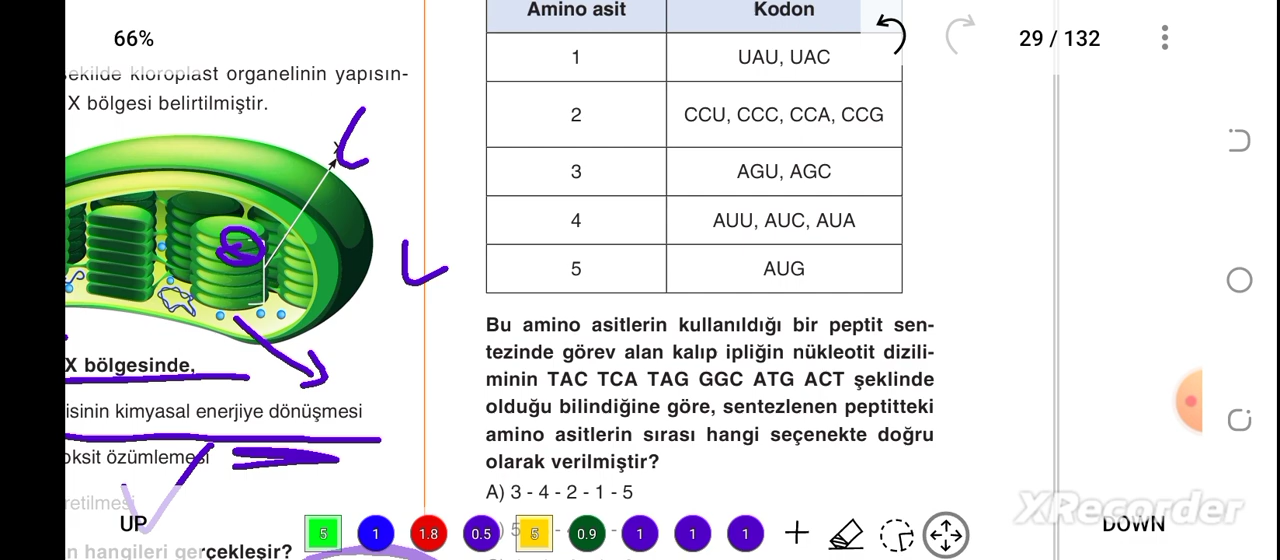 66%
şekilde kloroplast organelinin yapısın-
X bölgesi belirtilmiştir.
X
X bölgesinde,
isinin kimyasal enerjiye dönüşmesi
oksit özümlemesi
retilmesi
UP
n hangileri gerçekleşir?
Amino asit Kodon
1 UAU, UAC
2 CCU, CCC, CCA, CCG
3 AGU, AGC
4 AUU, AUC, AUA
5 AUG
Bu amino asitlerin kullanıldığı bir peptit sen-
tezinde görev alan kalıp ipliğin nükleotit dizili-
minin TAC TCA TAG GGC ATG ACT şeklinde
olduğu bilindiğine göre, sentezlenen peptitteki
amino asitlerin sırası hangi seçenekte doğru
olarak verilmiştir?
A) 3 - 4 - 2 - 1 - 5
5 1 1.8 0.5 5 0.9 1 1 1
29 / 132
XRecorder
DOWN